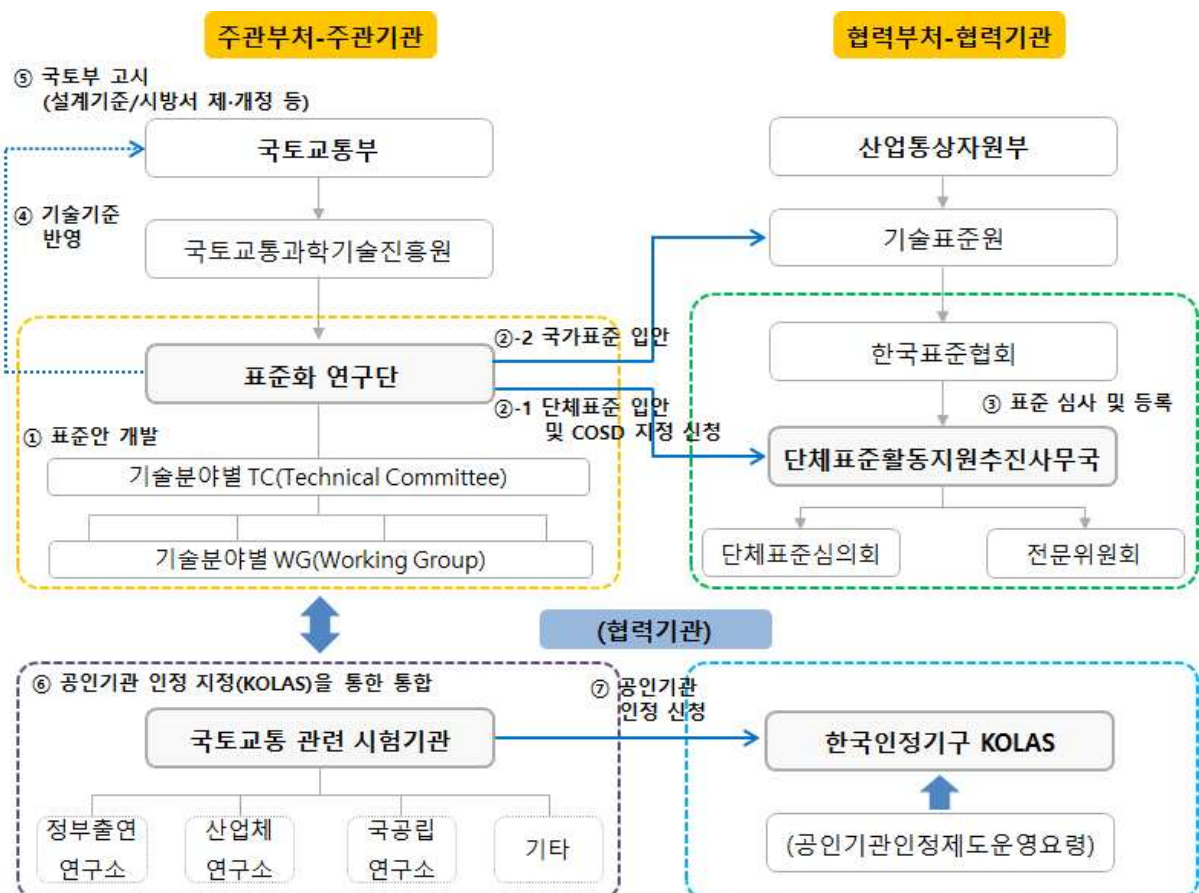 주관부처-주관기관
협력부처-협력기관
⑤ 국토부 고시
(설계기준/시방서 제·개정 등)
국토교통부
산업통상자원부
④ 기술기준
반영
국토교통과학기술진흥원
기술표준원
②-2 국가표준 입안
한국표준협회
표준화 연구단
②-1 단체표준 입안
및 COSD 지정 신청
③ 표준 심사 및 등록
① 표준안 개발
단체표준활동지원추진사무국
기술분야별 TC(Technical Committee)
기술분야별 WG(Working Group)
단체표준심의회
전문위원회
(협력기관)
⑥ 공인기관 인정 지정(KOLAS)을 통한 통합
⑦ 공인기관
인정 신청
국토교통 관련 시험기관
한국인정기구 KOLAS
정부출연
연구소
산업체
연구소
국공립
연구소
기타
(공인기관인정제도운영요령)